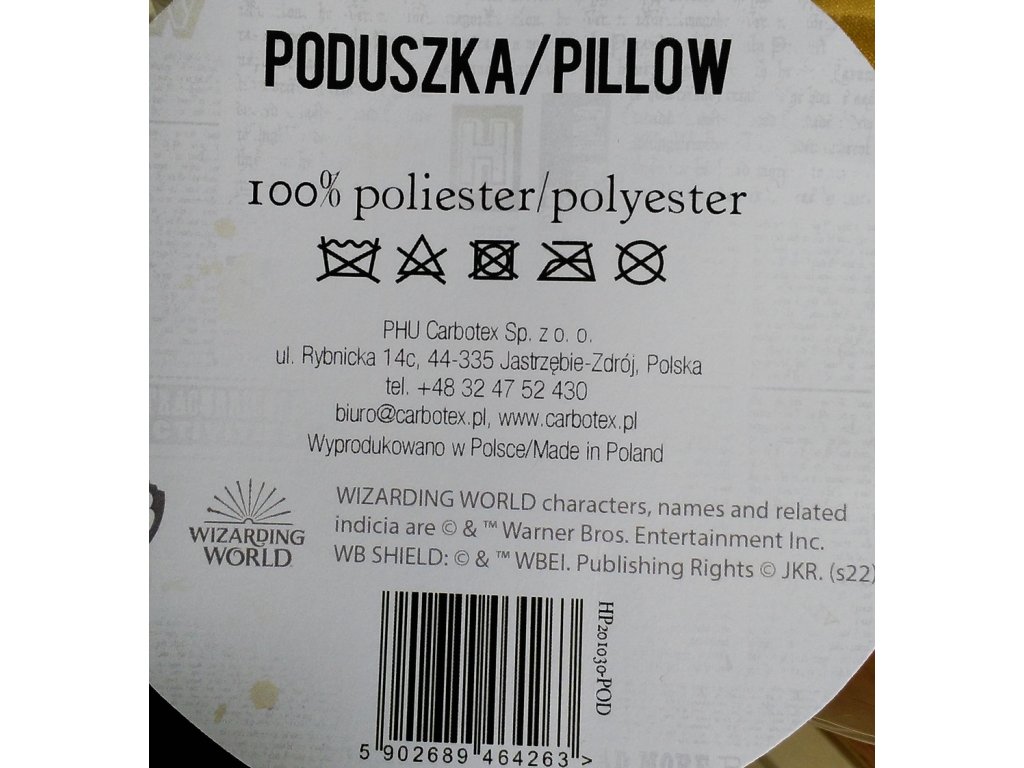 PODUSZKA/PILLOW
100% poliester/polyester
PHU Carbotex Sp. z o. o.
ul. Rybnicka 14c, 44-335 Jastrzębie-Zdrój, Polska
tel. +48 32 47 52 430
biuro@carbotex.pl, www.carbotex.pl
Wyprodukowano w Polsce/Made in Poland
WIZARDING WORLD characters, names and related
indicia are © & ™ Warner Bros. Entertainment Inc.
WB SHIELD: © & ™ WBEI. Publishing Rights © JKR. (s22)
WIZARDING
WORLD
HP201030-POD
5 902689 464263 >